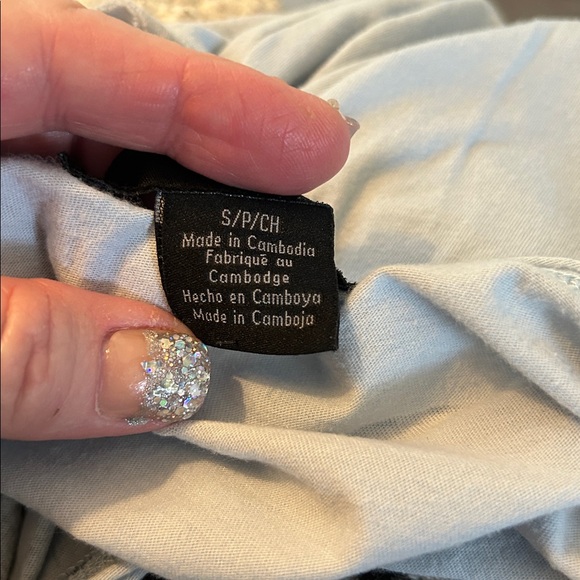 S/P/CH
Made in Cambodia
Fabriqué au
Cambodge
Hecho en Camboya
Made in Camboja